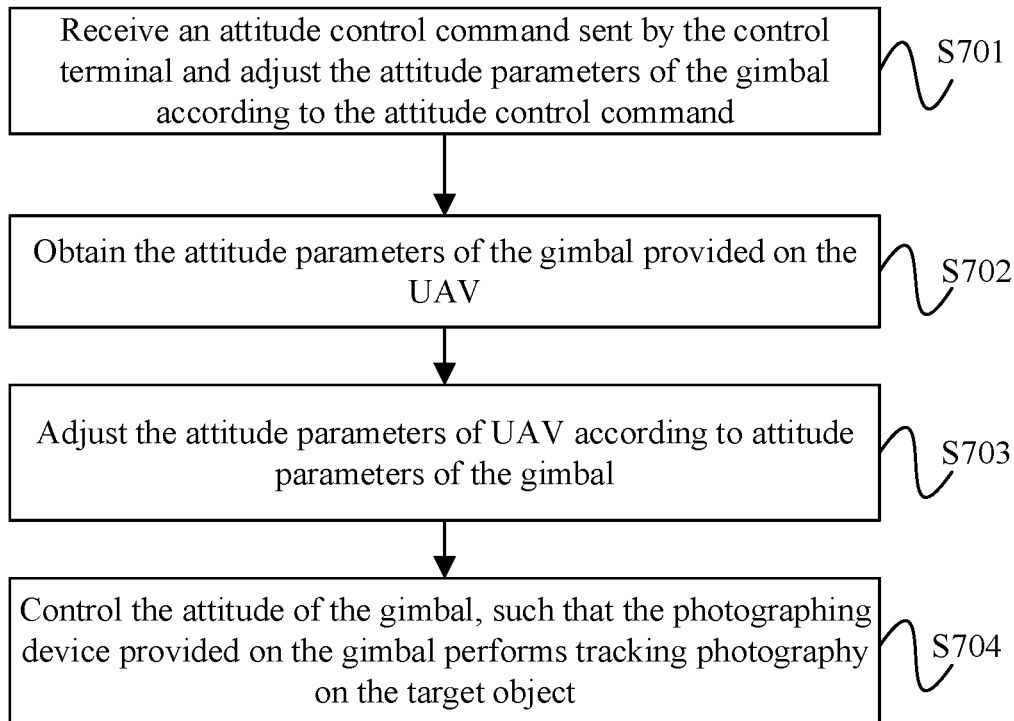 Receive an attitude control command sent by the control
terminal and adjust the attitude parameters of the gimbal
according to the attitude control command
S701
Obtain the attitude parameters of the gimbal provided on the
UAV
S702
Adjust the attitude parameters of UAV according to attitude
parameters of the gimbal
S703
Control the attitude of the gimbal, such that the photographing
device provided on the gimbal performs tracking photography
on the target object
S704